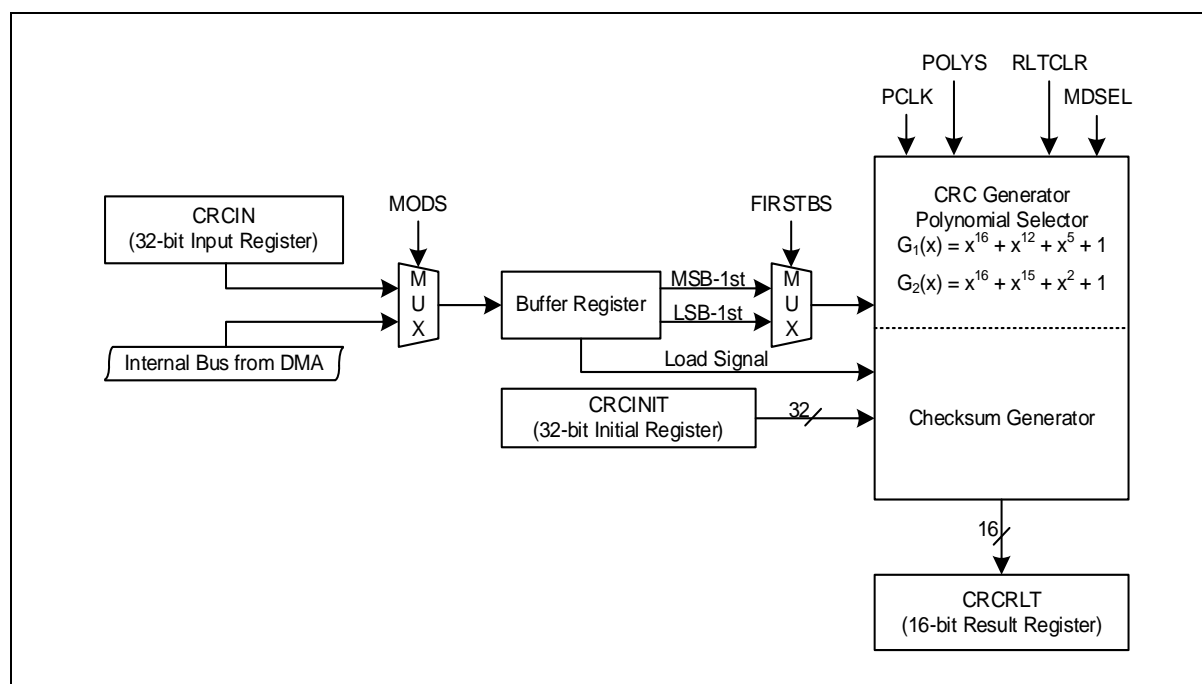 POLYS
RLTCLR
PCLK
MDSEL
CRCIN
(32-bit Input Register)
MODS
FIRSTBS
CRC Generator
Polynomial Selector
G₁(x) = x¹⁶ + x¹² + x⁵ + 1
G₂(x) = x¹⁶ + x¹⁵ + x² + 1
M
U
X
Buffer Register
MSB-1st
LSB-1st
M
U
X
Internal Bus from DMA
Load Signal
CRCINIT
(32-bit Initial Register)
32
Checksum Generator
16
CRCRLT
(16-bit Result Register)